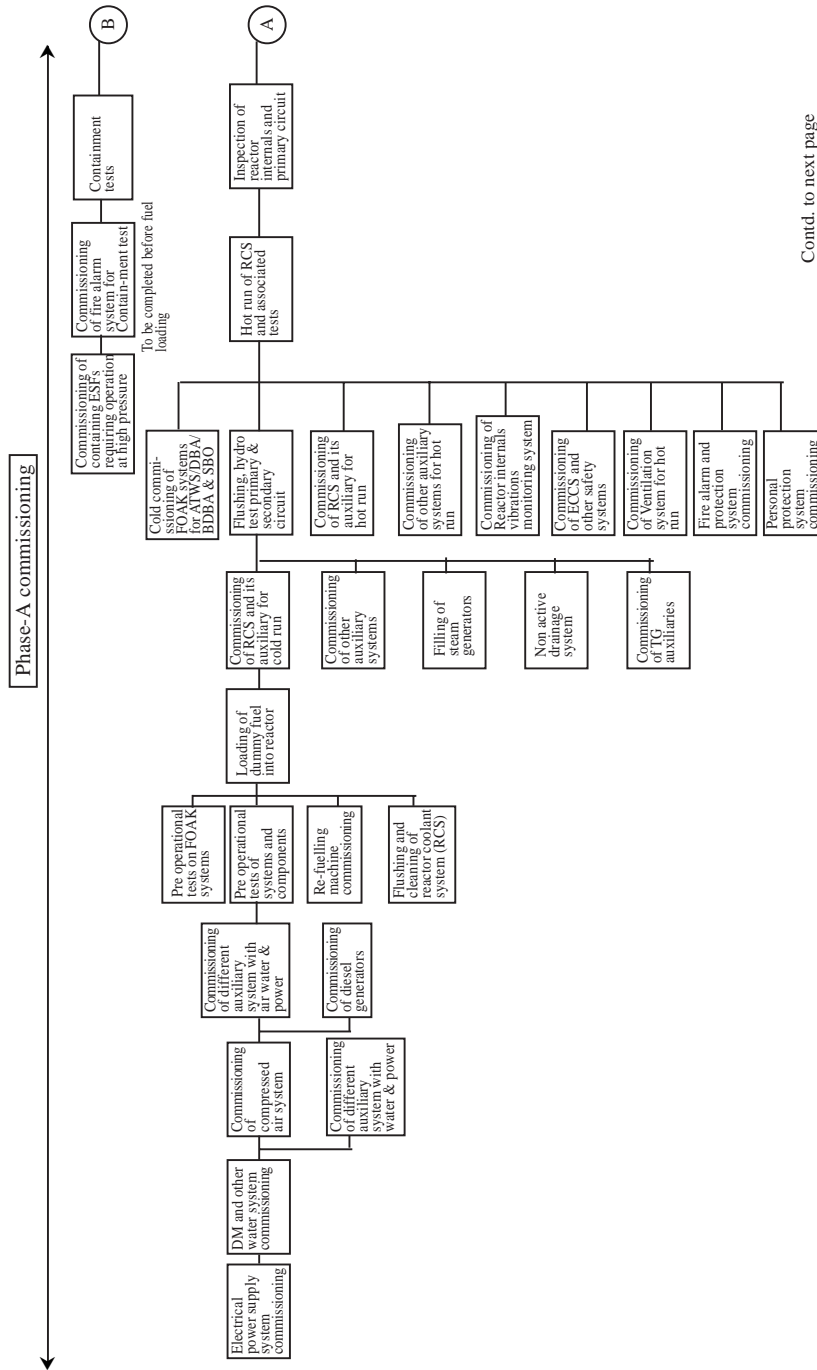 Phase-A commissioning
Electrical
power supply
system
commissioning
DM and other
water system
commissioning
Commissioning
of
compressed
air system
Commissioning
of different
auxiliary
system with
water & power
Commissioning
of different
auxiliary
system with
air water &
power
Commissioning
of diesel
generators
Pre operational
tests on FOAK
systems
Pre operational
tests of
systems and
components
Re-fuelling
machine
commissioning
Flushing and
cleaning of
reactor coolant
system (RCS)
Loading of
dummy fuel
into reactor
Commissioning
of RCS and its
auxiliary for
cold run
Commissioning
of other
auxiliary
systems
Filling of
steam
generators
Non active
drainage
system
Commissioning
of TG
auxiliaries
Cold commi-
ssioning of
FOAK systems
for ATWS/DBA/
BDBA & SBO
Flushing, hydro
test primary &
secondary
circuit
Commissioning
of RCS and its
auxiliary for
hot run
Commissioning
of other auxiliary
systems for hot
run
Commissioning of
Reactor internals
vibrations
monitoring system
Commissioning
of ECCS and
other safety
systems
Commissioning
of Ventilation
system for hot
run
Fire alarm and
protection
system
commissioning
Personal
protection
system
commissioning
Hot run of RCS
and associated
tests
Inspection of
reactor
internals and
primary circuit
A
Commissioning of
containing ESFs
requiring operation
at high pressure
Commissioning
of fire alarm
system for
Contain-ment test
To be completed before fuel
loading
Containment
tests
B
Contd. to next page